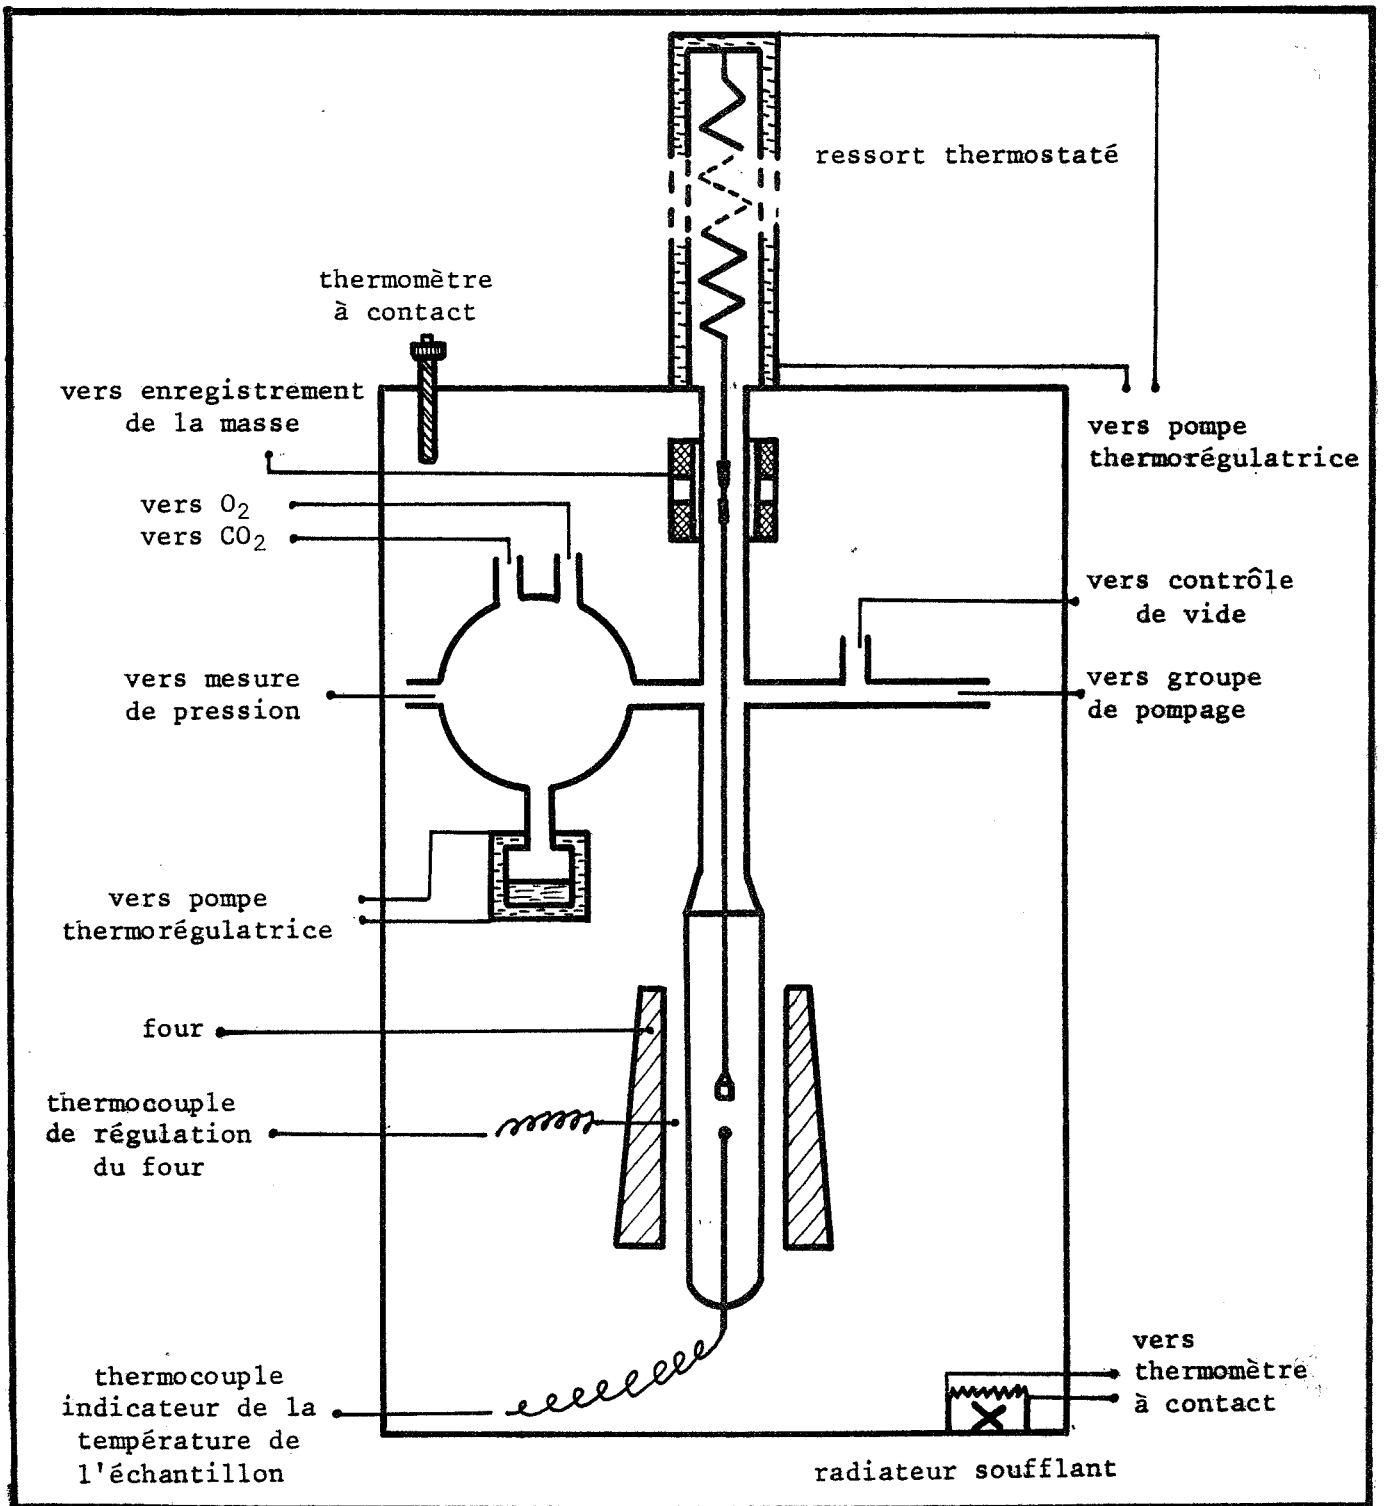 ressort thermostaté
thermomètre
à contact
vers enregistrement
de la masse
vers pompe
thermorégulatrice
vers O₂
vers CO₂
vers contrôle
de vide
vers mesure
de pression
vers groupe
de pompage
vers pompe
thermorégulatrice
four
thermocouple
de régulation
du four
vers
thermomètre
à contact
thermocouple
indicateur de la
température de
l'échantillon
radiateur soufflant